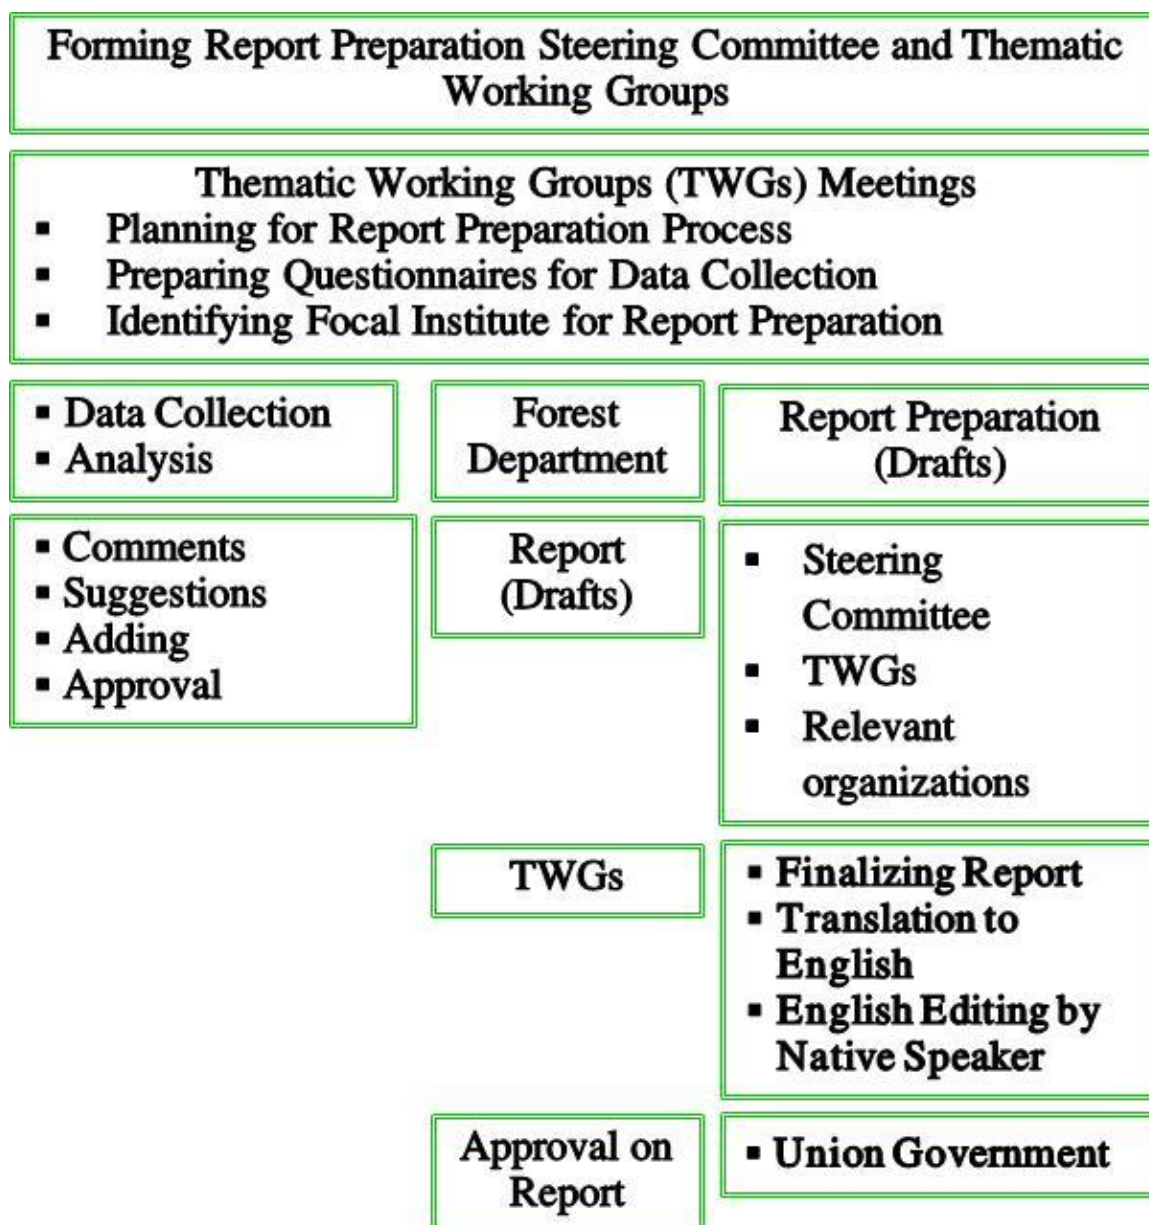 Forming Report Preparation Steering Committee and Thematic
Working Groups
Thematic Working Groups (TWGs) Meetings
▪ Planning for Report Preparation Process
▪ Preparing Questionnaires for Data Collection
▪ Identifying Focal Institute for Report Preparation
▪ Data Collection
▪ Analysis
Forest
Department
Report Preparation
(Drafts)
▪ Comments
▪ Suggestions
▪ Adding
▪ Approval
Report
(Drafts)
▪ Steering
Committee
▪ TWGs
▪ Relevant
organizations
TWGs
▪ Finalizing Report
▪ Translation to
English
▪ English Editing by
Native Speaker
Approval on
Report
▪ Union Government